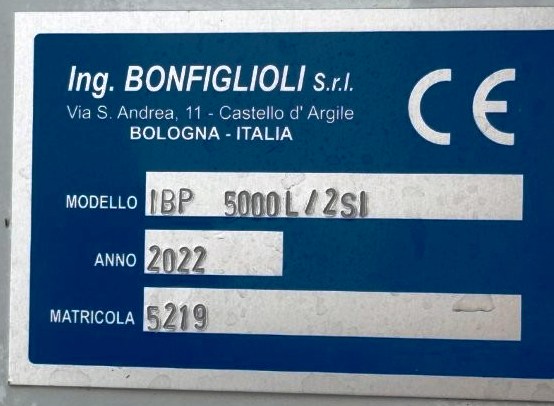 Ing. BONFIGLIOLI S.r.l.
Via S. Andrea, 11 - Castello d' Argile
BOLOGNA - ITALIA
CE
MODELLO IBP 5000L/2SI
ANNO 2022
MATRICOLA 5219